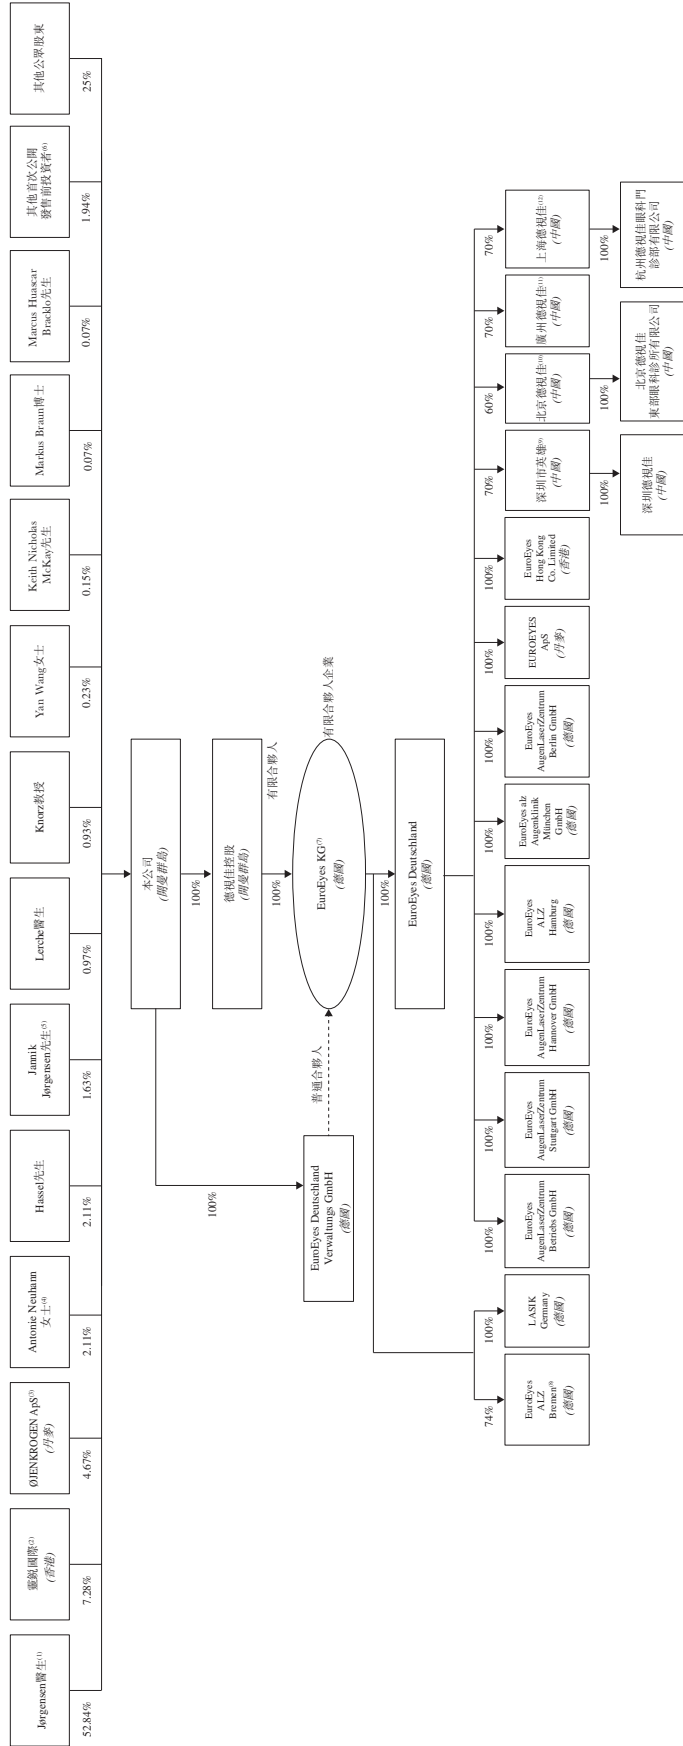 Jørgensen醫生(1)
52.84%
靈銳國際(2)
(香港)
7.28%
ØJENKROGEN ApS(3)
(丹麥)
4.67%
Antonie Neuhann
女士(4)
2.11%
Hassel先生
2.11%
Jannik
Jørgensen先生(5)
1.63%
Lerche醫生
0.97%
Knorz教授
0.93%
Yan Wang女士
0.23%
Keith Nicholas
McKay先生
0.15%
Markus Braun博士
0.07%
Marcus Huascar
Bracklo先生
0.07%
其他首次公開
發售前投資者(6)
1.94%
其他公眾股東
25%
本公司
(開曼群島)
100%
100%
德視佳控股
(開曼群島)
有限合夥人
100%
EuroEyes Deutschland
Verwaltungs GmbH
(德國)
普通合夥人
EuroEyes KG(7)
(德國)
有限合夥人企業
100%
EuroEyes Deutschland
(德國)
74%
EuroEyes
ALZ
Bremen(8)
(德國)
100%
LASIK
Germany
(德國)
100%
EuroEyes
AugenLaserZentrum
Betriebs GmbH
(德國)
100%
EuroEyes
AugenLaserZentrum
Stuttgart GmbH
(德國)
100%
EuroEyes
AugenLaserZentrum
Hannover GmbH
(德國)
100%
EuroEyes
ALZ
Hamburg
(德國)
100%
EuroEyes alz
Augenklinik
München
GmbH
(德國)
100%
EuroEyes
AugenLaserZentrum
Berlin GmbH
(德國)
100%
EUROEYES
ApS
(丹麥)
100%
EuroEyes
Hong Kong
Co. Limited
(香港)
70%
深圳市英雄(9)
(中國)
60%
北京德視佳(10)
(中國)
70%
廣州德視佳(11)
(中國)
70%
上海德視佳(12)
(中國)
100%
深圳德視佳
(中國)
100%
北京德視佳
東部眼科診所有限公司
(中國)
100%
杭州德視佳眼科門
診部有限公司
(中國)